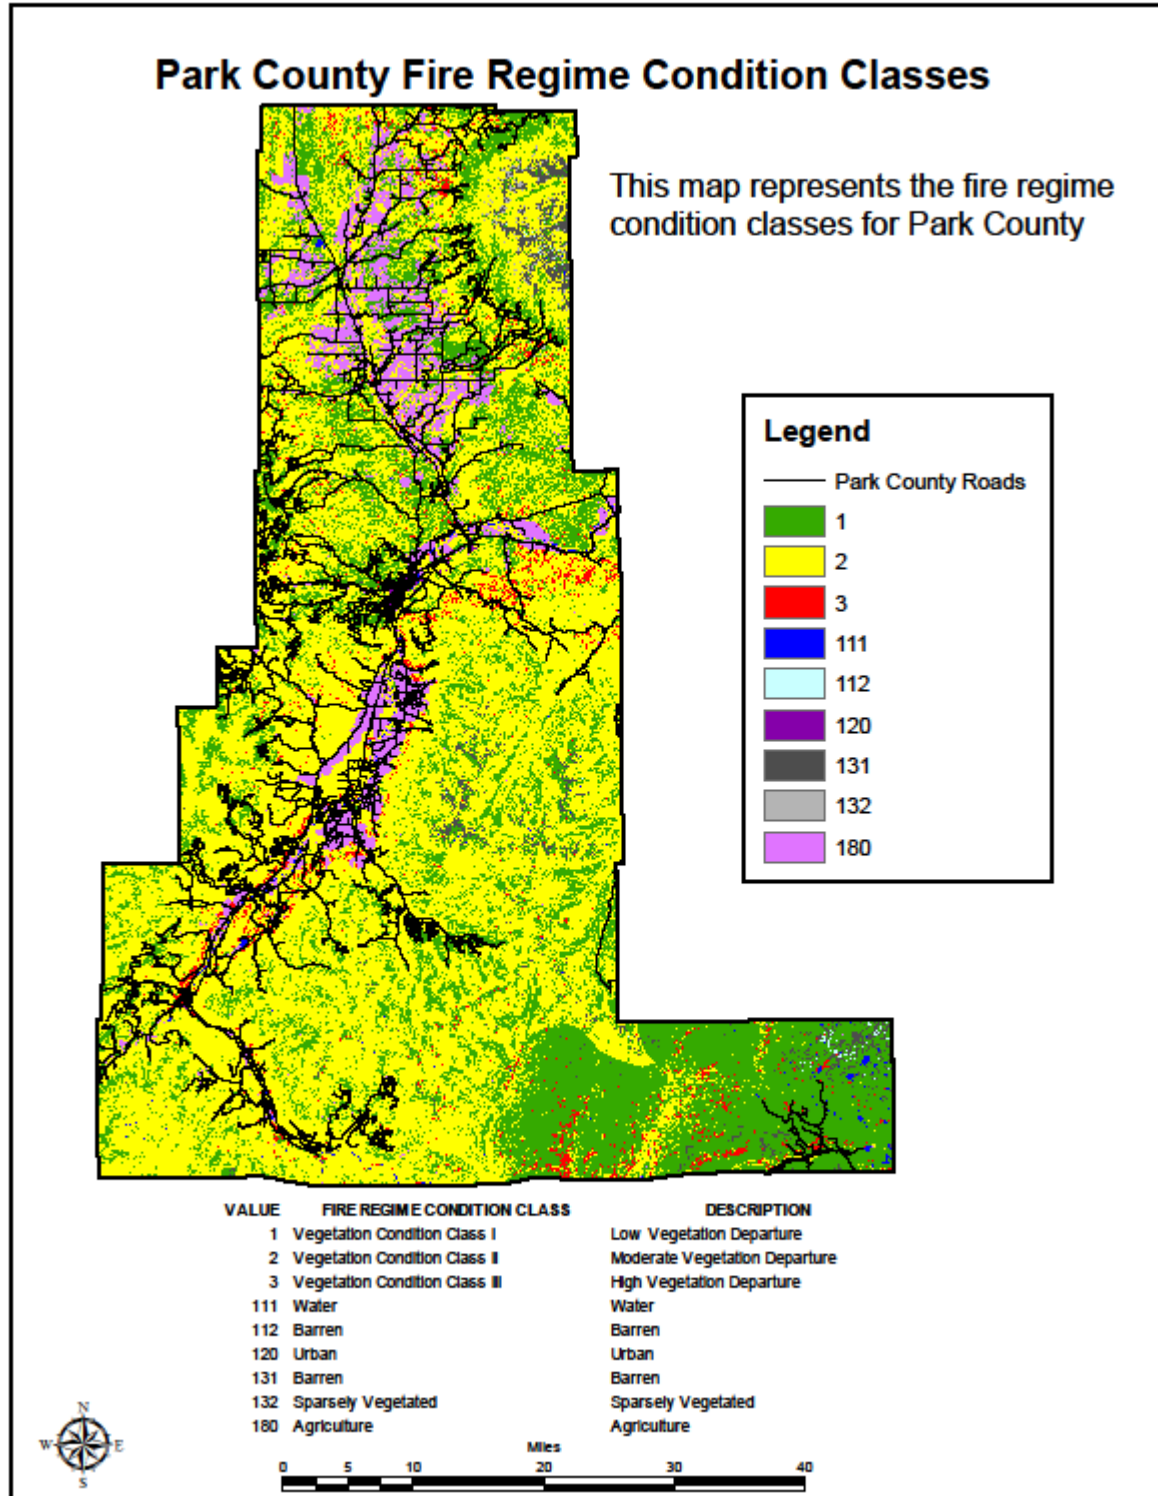 Park County Fire Regime Condition Classes
This map represents the fire regime
condition classes for Park County
Legend
Park County Roads
1
2
3
111
112
120
131
132
180
VALUE FIRE REGIME CONDITION CLASS DESCRIPTION
1 Vegetation Condition Class I Low Vegetation Departure
2 Vegetation Condition Class II Moderate Vegetation Departure
3 Vegetation Condition Class III High Vegetation Departure
111 Water Water
112 Barren Barren
120 Urban Urban
131 Barren Barren
132 Sparsely Vegetated Sparsely Vegetated
180 Agriculture Agriculture
N
W E
S
Miles
0 5 10 20 30 40